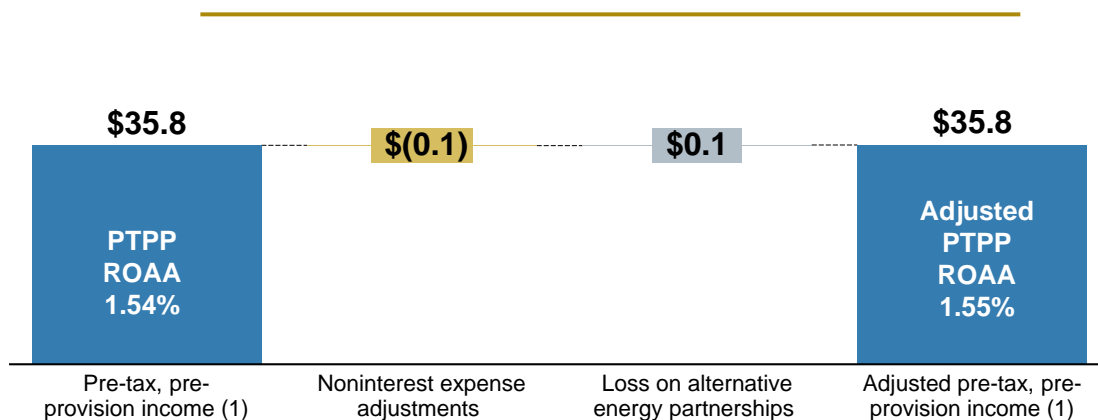 $35.8
$(0.1)
$0.1
$35.8
PTPP
ROAA
1.54%
Adjusted
PTPP
ROAA
1.55%
Pre-tax, pre-
provision income (1)
Noninterest expense
adjustments
Loss on alternative
energy partnerships
Adjusted pre-tax, pre-
provision income (1)